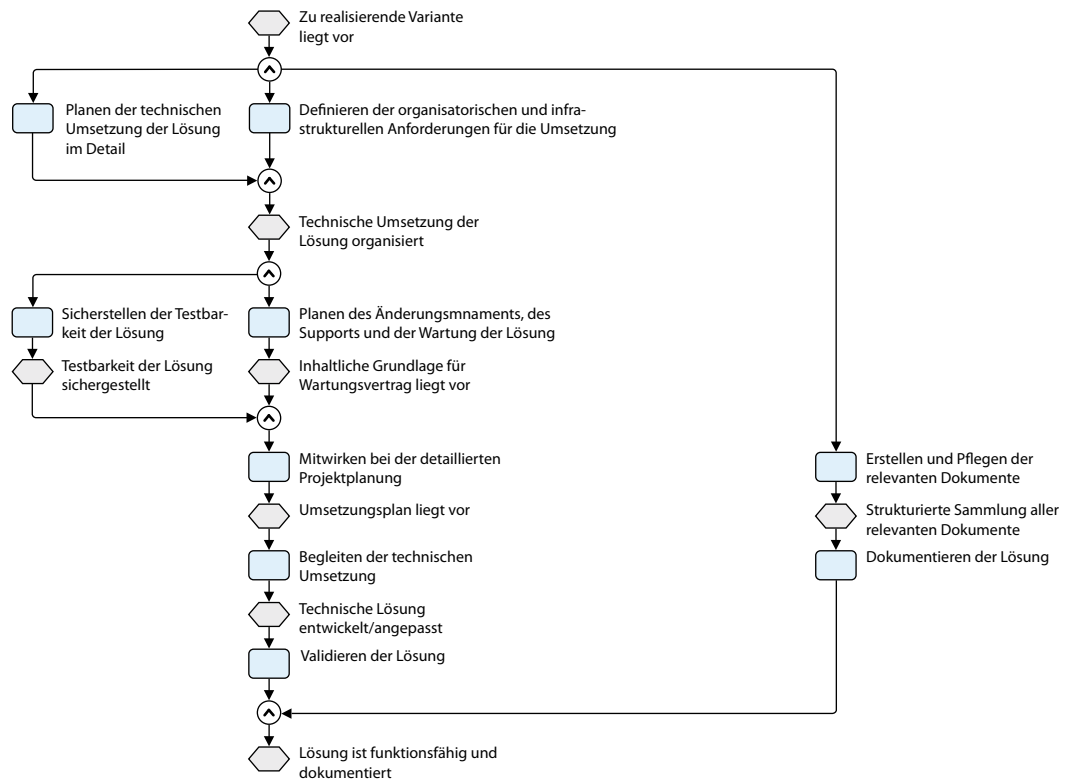 Zu realisierende Variante
liegt vor
Planen der technischen
Umsetzung der Lösung
im Detail
Definieren der organisatorischen und infra-
strukturellen Anforderungen für die Umsetzung
Technische Umsetzung der
Lösung organisiert
Sicherstellen der Testbar-
keit der Lösung
Planen des Änderungsmnaments, des
Supports und der Wartung der Lösung
Testbarkeit der Lösung
sichergestellt
Inhaltliche Grundlage für
Wartungsvertrag liegt vor
Mitwirken bei der detaillierten
Projektplanung
Erstellen und Pflegen der
relevanten Dokumente
Umsetzungsplan liegt vor
Strukturierte Sammlung aller
relevanten Dokumente
Begleiten der technischen
Umsetzung
Dokumentieren der Lösung
Technische Lösung
entwickelt/angepasst
Validieren der Lösung
Lösung ist funktionsfähig und
dokumentiert